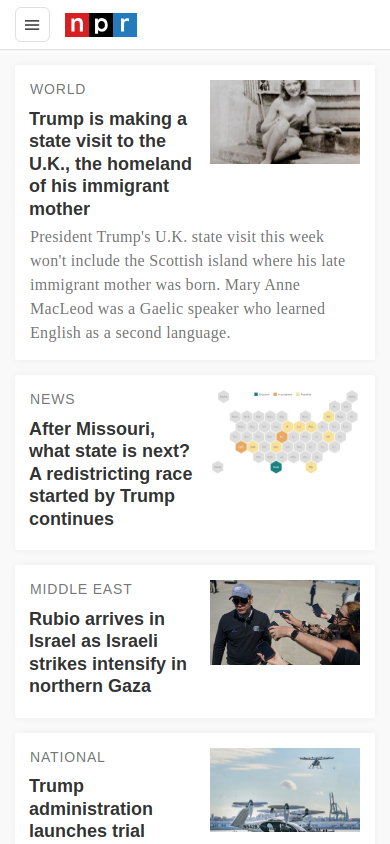 npr
WORLD
Trump is making a
state visit to the
U.K., the homeland
of his immigrant
mother
President Trump's U.K. state visit this week
won't include the Scottish island where his late
immigrant mother was born. Mary Anne
MacLeod was a Gaelic speaker who learned
English as a second language.
NEWS
After Missouri,
what state is next?
A redistricting race
started by Trump
continues
MIDDLE EAST
Rubio arrives in
Israel as Israeli
strikes intensify in
northern Gaza
NATIONAL
Trump
administration
launches trial